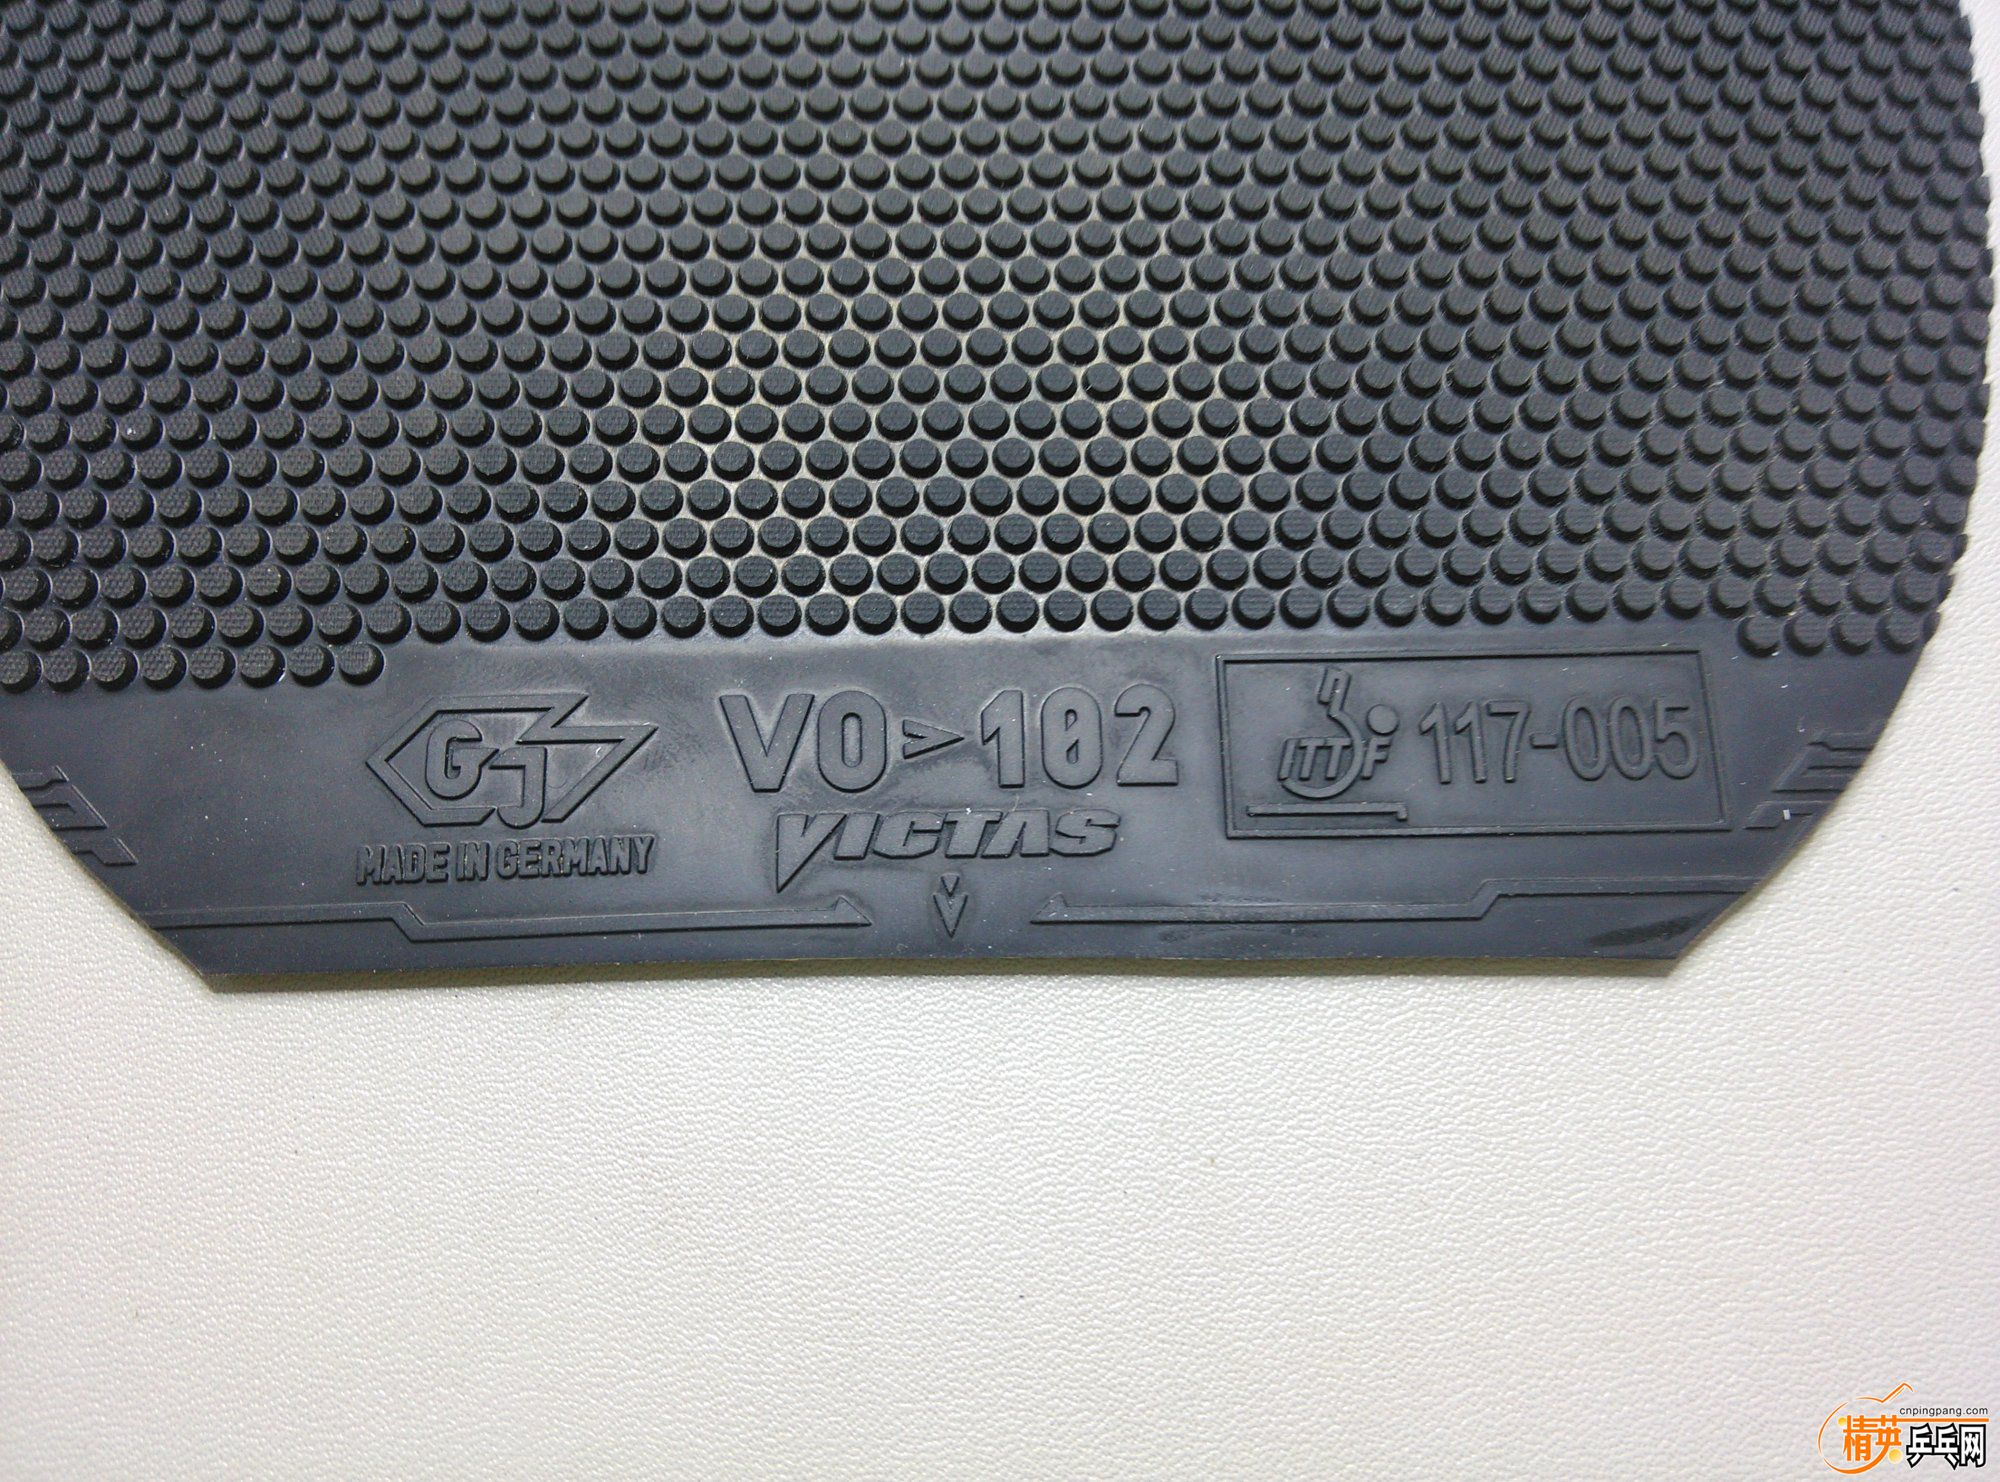 GJ
MADE IN GERMANY
VO>102
VICTAS
ITTF 117-005
cnpingpang.com
精英乒乓网